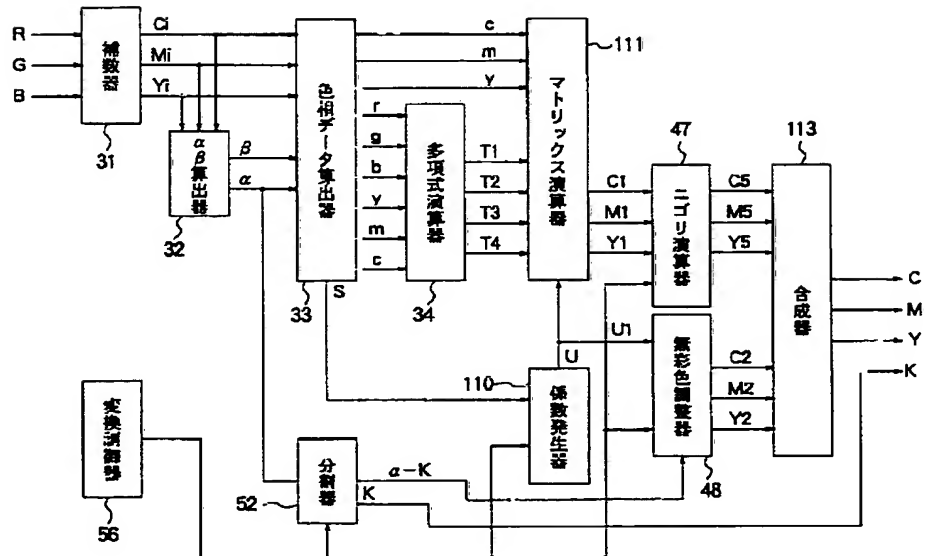 R
G
B
補数器
31
Ci
Mi
Yi
αβ算出器
32
β
α
色相データ算出器
33
S
c
m
y
r
g
b
y
m
c
多項式演算器
34
T1
T2
T3
T4
マトリックス演算器
111
C1
M1
Y1
ニゴリ演算器
47
C5
M5
Y5
合成器
113
C
M
Y
K
U
U1
係数発生器
110
無彩色調整器
48
C2
M2
Y2
変換制御器
56
分割器
52
α-K
K